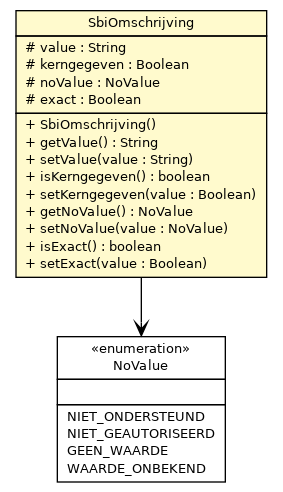 SbiOmschrijving
# value : String
# kerngegeven : Boolean
# noValue : NoValue
# exact : Boolean
+ SbiOmschrijving()
+ getValue() : String
+ setValue(value : String)
+ isKerngegeven() : boolean
+ setKerngegeven(value : Boolean)
+ getNoValue() : NoValue
+ setNoValue(value : NoValue)
+ isExact() : boolean
+ setExact(value : Boolean)
«enumeration»
NoValue
NIET_ONDERSTEUND
NIET_GEAUTORISEERD
GEEN_WAARDE
WAARDE_ONBEKEND